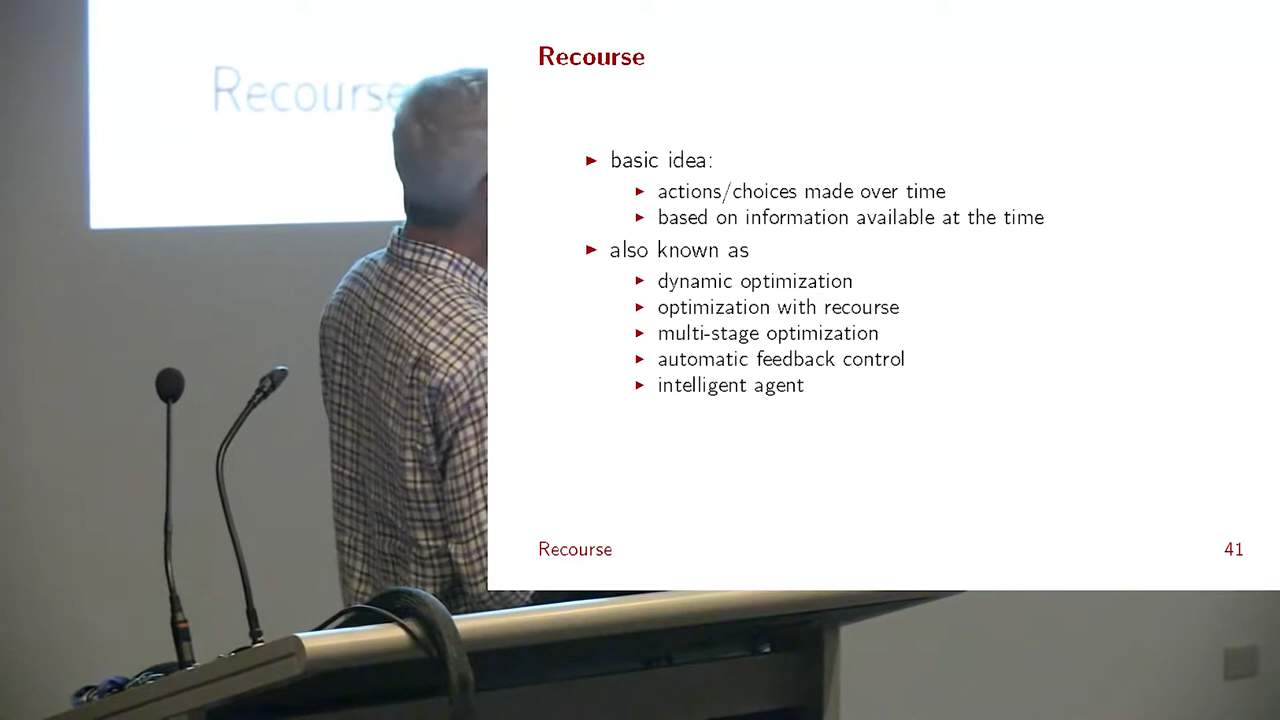 Recourse
Recourse
▶ basic idea:
▶ actions/choices made over time
▶ based on information available at the time
▶ also known as
▶ dynamic optimization
▶ optimization with recourse
▶ multi-stage optimization
▶ automatic feedback control
▶ intelligent agent
Recourse 41